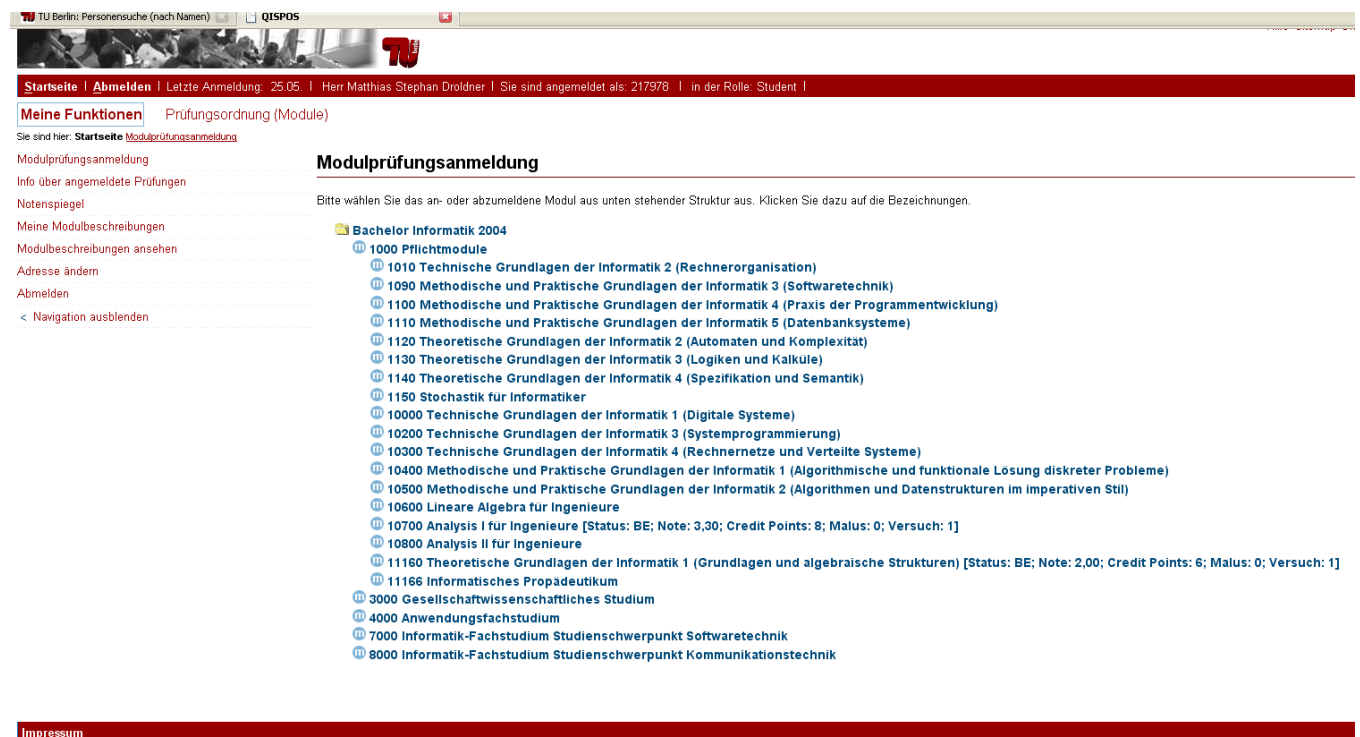 TU Berlin: Personensuche (nach Namen) QISPOS
TU berlin
Startseite | Abmelden | Letzte Anmeldung: 25.05. | Herr Matthias Stephan Droldner | Sie sind angemeldet als: 217978 | in der Rolle: Student |
Meine Funktionen Prüfungsordnung (Module)
Sie sind hier: Startseite Modulprüfungsanmeldung
Modulprüfungsanmeldung
Info über angemeldete Prüfungen
Notenspiegel
Meine Modulbeschreibungen
Modulbeschreibungen ansehen
Adresse ändern
Abmelden
< Navigation ausblenden
Modulprüfungsanmeldung
Bitte wählen Sie das an- oder abzumeldene Modul aus unten stehender Struktur aus. Klicken Sie dazu auf die Bezeichnungen.
Bachelor Informatik 2004
1000 Pflichtmodule
1010 Technische Grundlagen der Informatik 2 (Rechnerorganisation)
1090 Methodische und Praktische Grundlagen der Informatik 3 (Softwaretechnik)
1100 Methodische und Praktische Grundlagen der Informatik 4 (Praxis der Programmentwicklung)
1110 Methodische und Praktische Grundlagen der Informatik 5 (Datenbanksysteme)
1120 Theoretische Grundlagen der Informatik 2 (Automaten und Komplexität)
1130 Theoretische Grundlagen der Informatik 3 (Logiken und Kalküle)
1140 Theoretische Grundlagen der Informatik 4 (Spezifikation und Semantik)
1150 Stochastik für Informatiker
10000 Technische Grundlagen der Informatik 1 (Digitale Systeme)
10200 Technische Grundlagen der Informatik 3 (Systemprogrammierung)
10300 Technische Grundlagen der Informatik 4 (Rechnernetze und Verteilte Systeme)
10400 Methodische und Praktische Grundlagen der Informatik 1 (Algorithmische und funktionale Lösung diskreter Probleme)
10500 Methodische und Praktische Grundlagen der Informatik 2 (Algorithmen und Datenstrukturen im imperativen Stil)
10600 Lineare Algebra für Ingenieure
10700 Analysis I für Ingenieure [Status: BE; Note: 3,30; Credit Points: 8; Malus: 0; Versuch: 1]
10800 Analysis II für Ingenieure
11160 Theoretische Grundlagen der Informatik 1 (Grundlagen und algebraische Strukturen) [Status: BE; Note: 2,00; Credit Points: 6; Malus: 0; Versuch: 1]
11166 Informatisches Propädeutikum
3000 Gesellschaftwissenschaftliches Studium
4000 Anwendungsfachstudium
7000 Informatik-Fachstudium Studienschwerpunkt Softwaretechnik
8000 Informatik-Fachstudium Studienschwerpunkt Kommunikationstechnik
Impressum